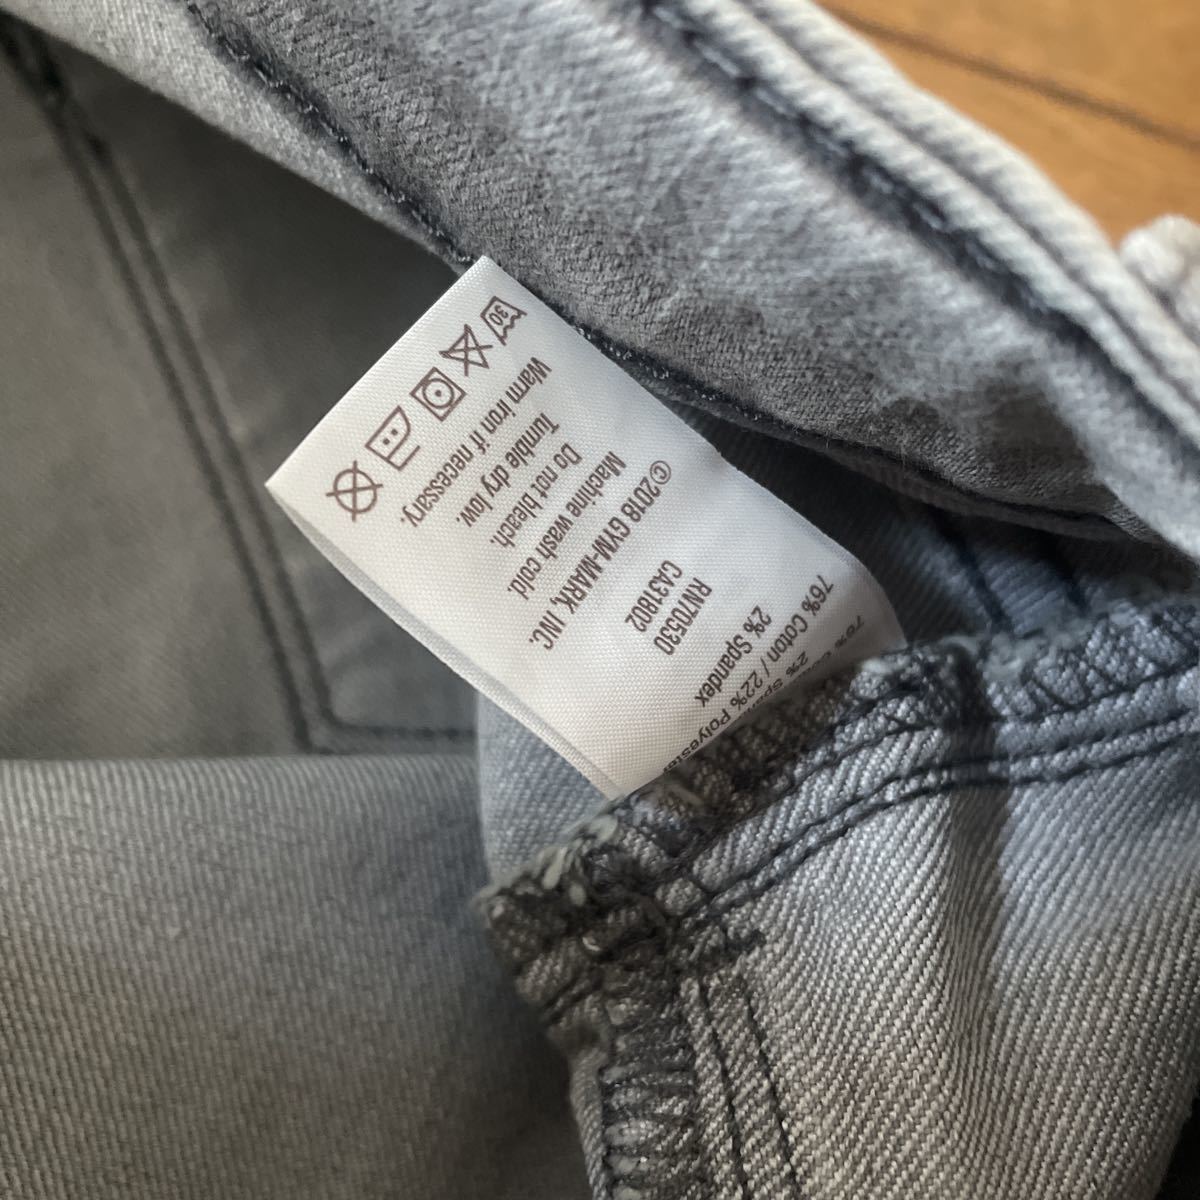 76% Cotton / 22% Polyester
2% Spandex
RN70530
CA31802
©2018 GYM-MARK, INC.
Machine wash cold.
Do not bleach.
Tumble dry low.
Warm iron if necessary.
30